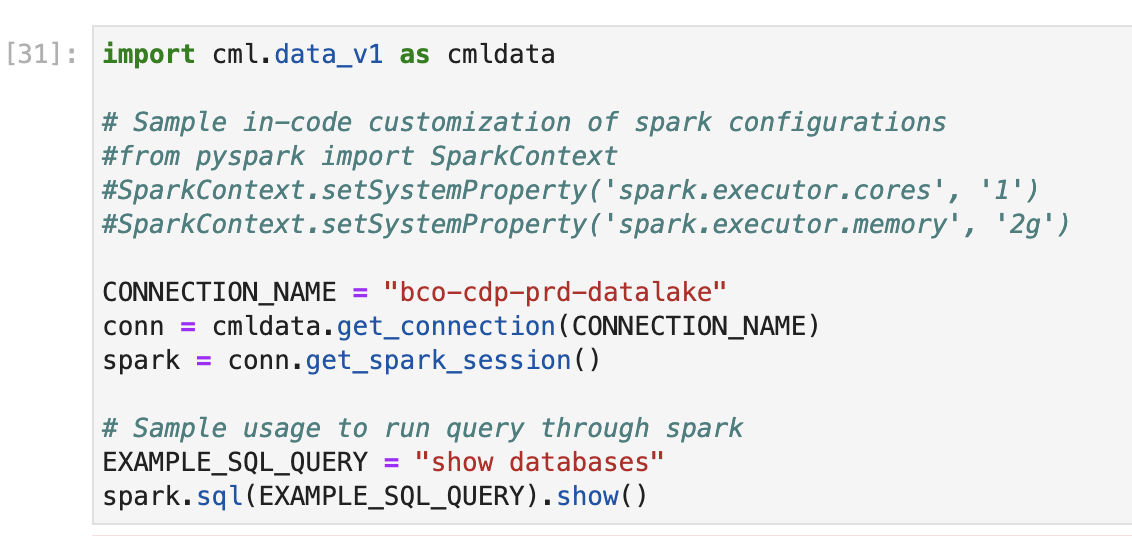 [31]: import cml.data_v1 as cmldata
# Sample in-code customization of spark configurations
#from pyspark import SparkContext
#SparkContext.setSystemProperty('spark.executor.cores', '1')
#SparkContext.setSystemProperty('spark.executor.memory', '2g')
CONNECTION_NAME = "bco-cdp-prd-datalake"
conn = cmldata.get_connection(CONNECTION_NAME)
spark = conn.get_spark_session()
# Sample usage to run query through spark
EXAMPLE_SQL_QUERY = "show databases"
spark.sql(EXAMPLE_SQL_QUERY).show()